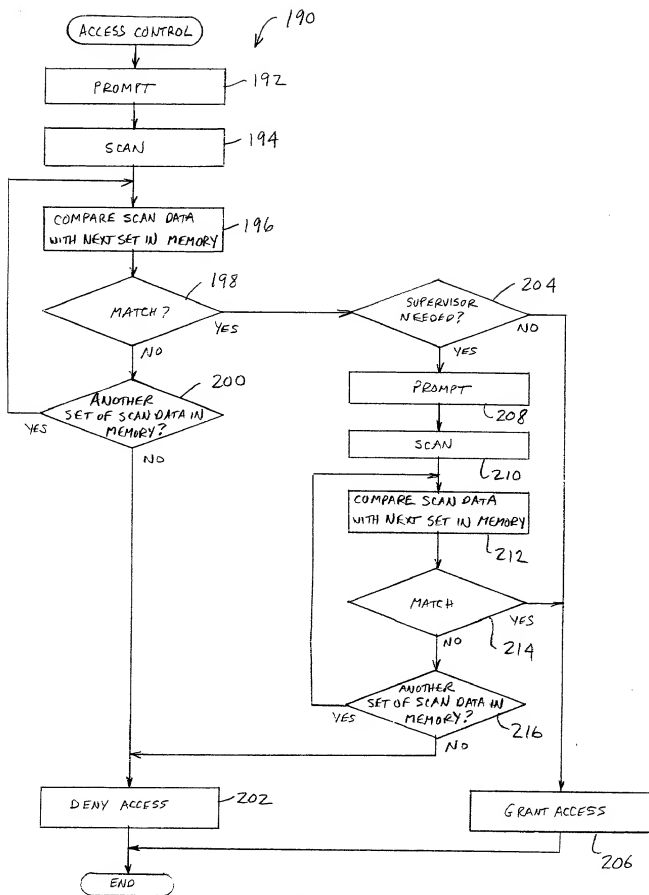 ACCESS CONTROL
190
PROMPT
192
SCAN
194
COMPARE SCAN DATA
WITH NEXT SET IN MEMORY
196
MATCH?
198
YES
NO
SUPERVISOR
NEEDED?
204
NO
YES
ANOTHER
SET OF SCAN DATA IN
MEMORY?
200
YES
NO
PROMPT
208
SCAN
210
COMPARE SCAN DATA
WITH NEXT SET IN MEMORY
212
MATCH
YES
214
NO
ANOTHER
SET OF SCAN DATA IN
MEMORY?
216
YES
NO
DENY ACCESS
202
GRANT ACCESS
206
END